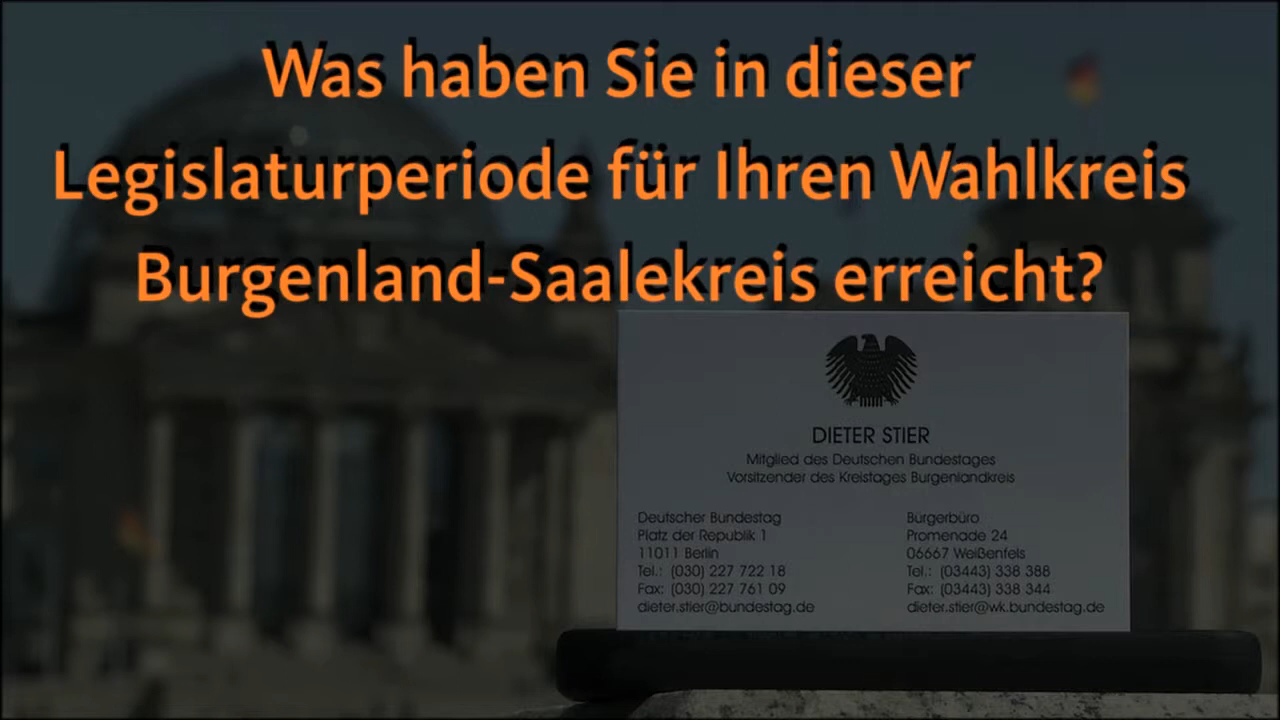 Was haben Sie in dieser
Legislaturperiode für Ihren Wahlkreis
Burgenland-Saalekreis erreicht?
DIETER STIER
Mitglied des Deutschen Bundestages
Vorsitzender des Kreistages Burgenlandkreis
Deutscher Bundestag
Platz der Republik 1
11011 Berlin
Tel.: (030) 227 722 18
Fax: (030) 227 761 09
dieter.stier@bundestag.de
Bürgerbüro
Promenade 24
06667 Weißenfels
Tel.: (03443) 338 388
Fax: (03443) 338 344
dieter.stier@wk.bundestag.de